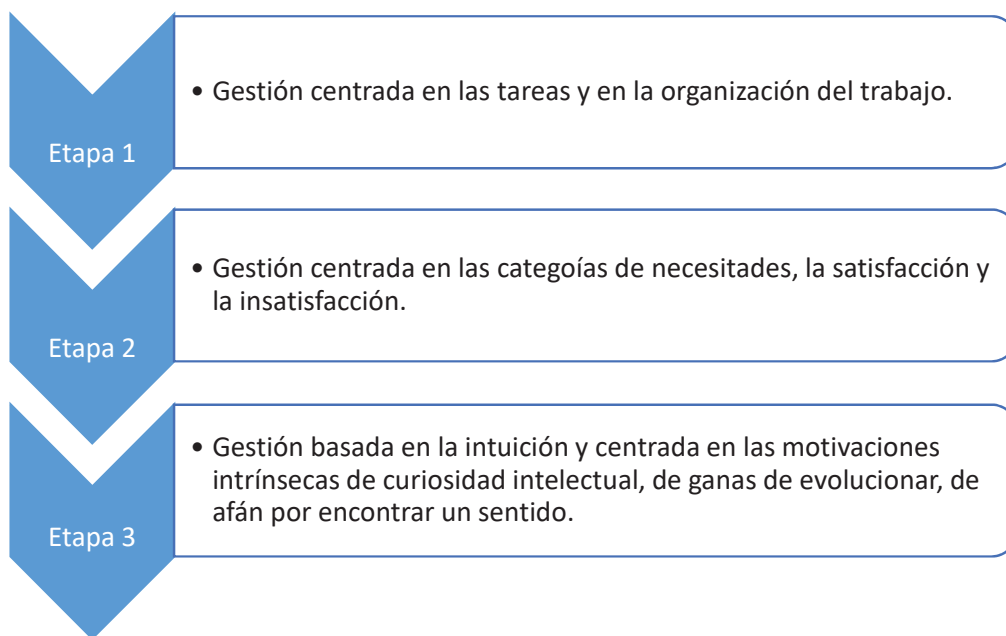 Etapa 1
• Gestión centrada en las tareas y en la organización del trabajo.
Etapa 2
• Gestión centrada en las categoías de necesitades, la satisfacción y
la insatisfacción.
Etapa 3
• Gestión basada en la intuición y centrada en las motivaciones
intrínsecas de curiosidad intelectual, de ganas de evolucionar, de
afán por encontrar un sentido.